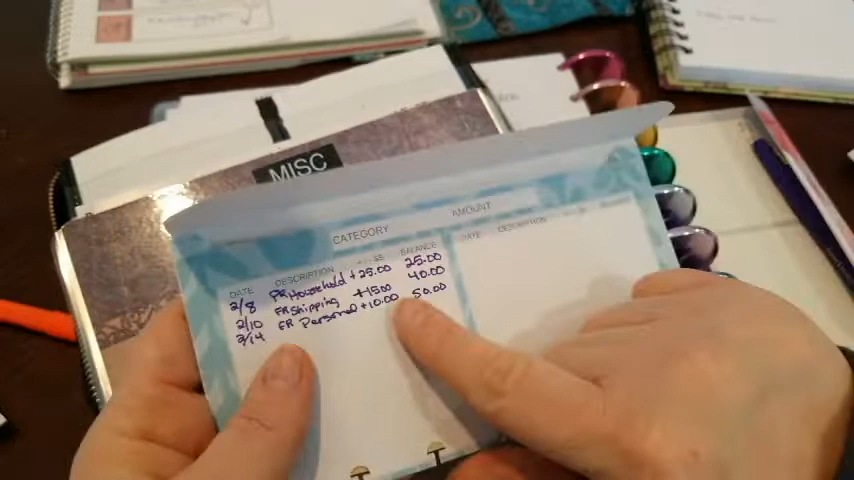 MISC
CATEGORY AMOUNT
DATE DESCRIPTION +/-$ BALANCE DATE DESCRIPTION
2/8 FR Household +25.00 25.00
2/10 FR Shipping +15.00 40.00
2/14 FR Personal +10.00 50.00